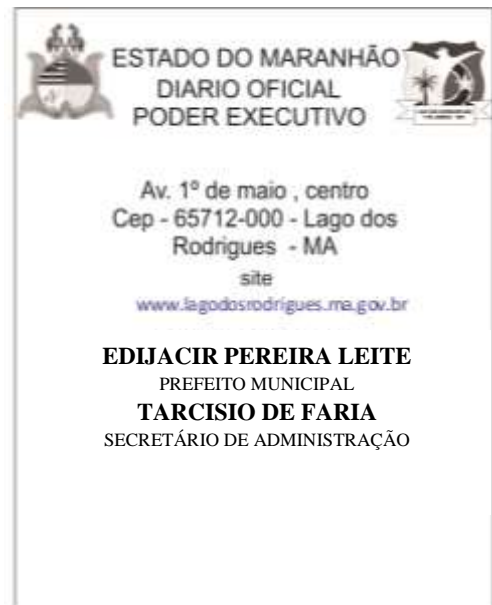 ESTADO DO MARANHÃO
DIARIO OFICIAL
PODER EXECUTIVO
Av. 1º de maio , centro
Cep - 65712-000 - Lago dos
Rodrigues - MA
site
www.lagodosrodrigues.ma.gov.br
EDIJACIR PEREIRA LEITE
PREFEITO MUNICIPAL
TARCISIO DE FARIA
SECRETÁRIO DE ADMINISTRAÇÃO